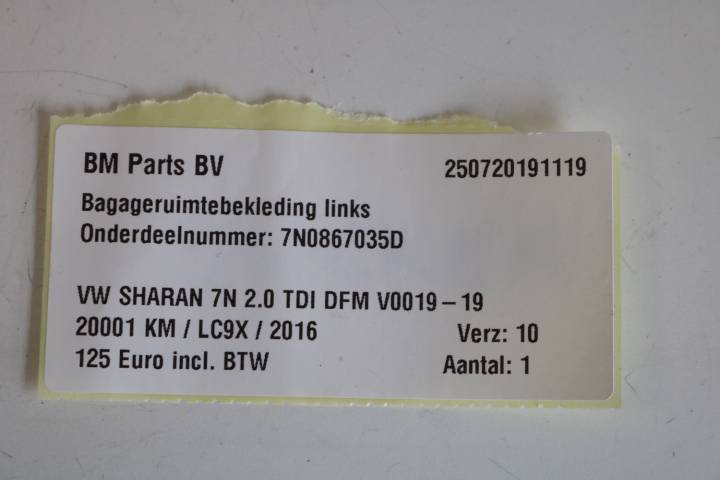 BM Parts BV 250720191119
Bagageruimtebekleding links
Onderdeelnummer: 7N0867035D
VW SHARAN 7N 2.0 TDI DFM V0019 – 19
20001 KM / LC9X / 2016 Verz: 10
125 Euro incl. BTW Aantal: 1